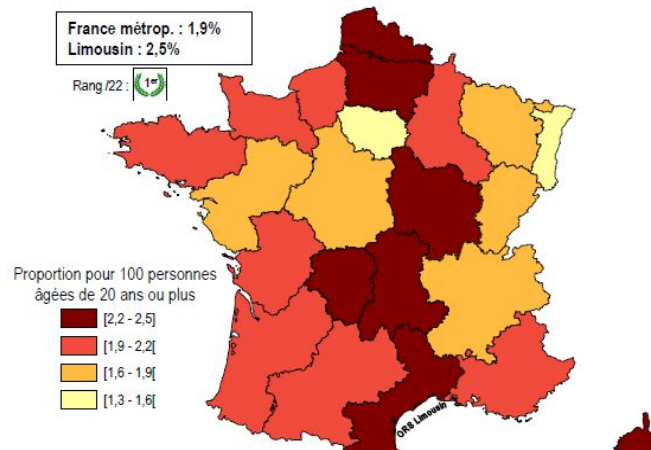 France métrop. : 1,9%
Limousin : 2,5%
Rang /22 : 1er
Proportion pour 100 personnes
âgées de 20 ans ou plus
[2,2 - 2,5]
[1,9 - 2,2[
[1,6 - 1,9[
[1,3 - 1,6[
ORS Limousin